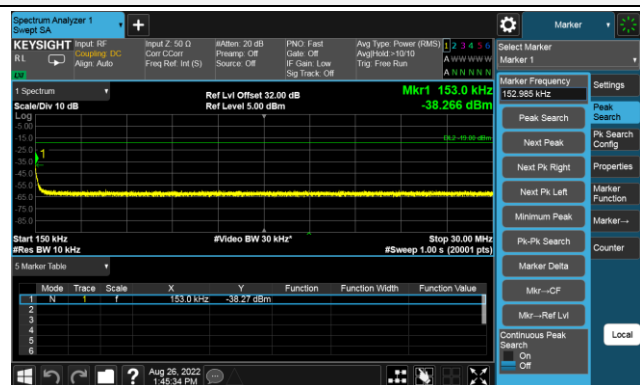 Spectrum Analyzer 1
Swept SA
Marker
KEYSIGHT
Input: RF
Input Z: 50 Ω
#Atten: 20 dB
PNO: Fast
Avg Type: Power (RMS)
1 2 3 4 5 6
R L
Coupling: DC
Corr CCorr
Preamp: Off
Gate: Off
Avg|Hold:>10/10
A W W W W W
Align: Auto
Freq Ref: Int (S)
Source: Off
IF Gain: Low
Trig: Free Run
Sig Track: Off
A N N N N N
Select Marker
Marker 1
1 Spectrum
Scale/Div 10 dB
Ref Lvl Offset 32.00 dB
Ref Level 5.00 dBm
Mkr1 153.0 kHz
-38.266 dBm
Log
-5.00
-15.0
-25.0
-35.0
-45.0
-55.0
-65.0
-75.0
-85.0
1
Start 150 kHz
#Video BW 30 kHz*
Stop 30.00 MHz
#Res BW 10 kHz
#Sweep 1.00 s (20001 pts)
5 Marker Table
Mode Trace Scale X Y Function Function Width Function Value
1 N 1 f 153.0 kHz -38.27 dBm
2
3
4
5
6
Marker Frequency
152.985 kHz
Peak Search
Next Peak
Next Pk Right
Next Pk Left
Minimum Peak
Pk-Pk Search
Marker Delta
Mkr→CF
Mkr→Ref Lvl
Continuous Peak
Search
On
Off
Settings
Peak
Search
Pk Search
Config
Properties
Marker
Function
Marker→
Counter
Local
Aug 26, 2022
1:45:34 PM